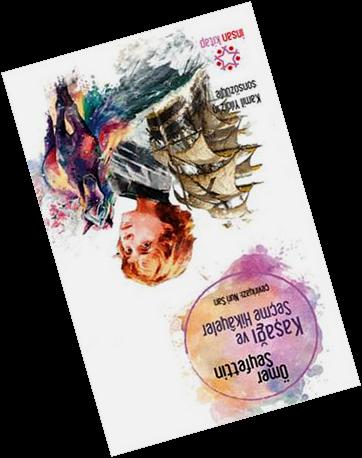 Ömer
Seyfettin
Kaşağı ve
Seçme Hikâyeler
çevriyazı: Nuri Sarı
Kamil Yıldız'ın
sonsözüyle
insan kitap